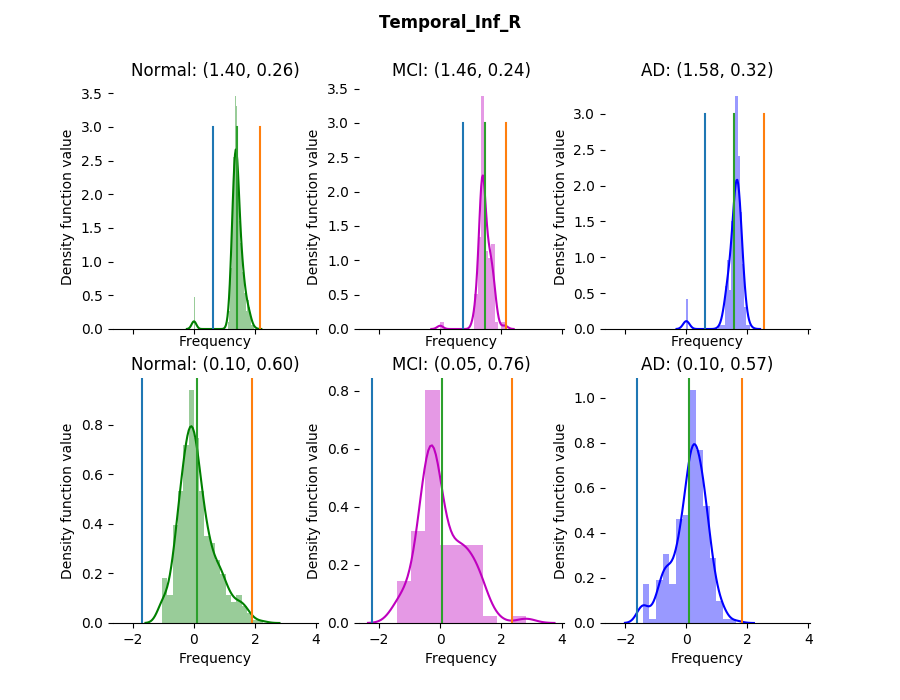 Temporal_Inf_R
Normal: (1.40, 0.26)
MCI: (1.46, 0.24)
AD: (1.58, 0.32)
Density function value
3.5
3.0
2.5
2.0
1.5
1.0
0.5
0.0
Frequency
Density function value
3.5
3.0
2.5
2.0
1.5
1.0
0.5
0.0
Frequency
Density function value
3.0
2.5
2.0
1.5
1.0
0.5
0.0
Frequency
Normal: (0.10, 0.60)
MCI: (0.05, 0.76)
AD: (0.10, 0.57)
Density function value
0.8
0.6
0.4
0.2
0.0
−2 0 2 4
Frequency
Density function value
0.8
0.6
0.4
0.2
0.0
−2 0 2 4
Frequency
Density function value
1.0
0.8
0.6
0.4
0.2
0.0
−2 0 2 4
Frequency